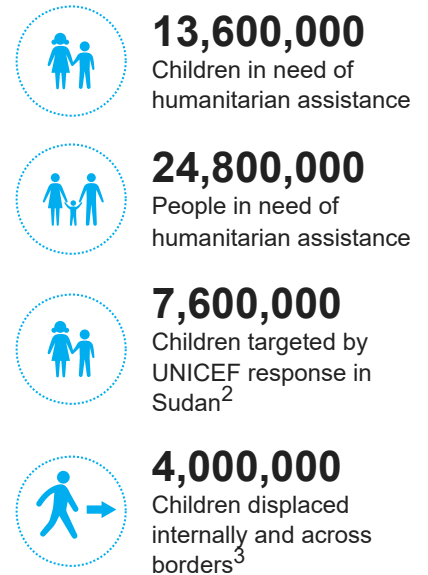 13,600,000
Children in need of
humanitarian assistance
24,800,000
People in need of
humanitarian assistance
7,600,000
Children targeted by
UNICEF response in
Sudan2
4,000,000
Children displaced
internally and across
borders3